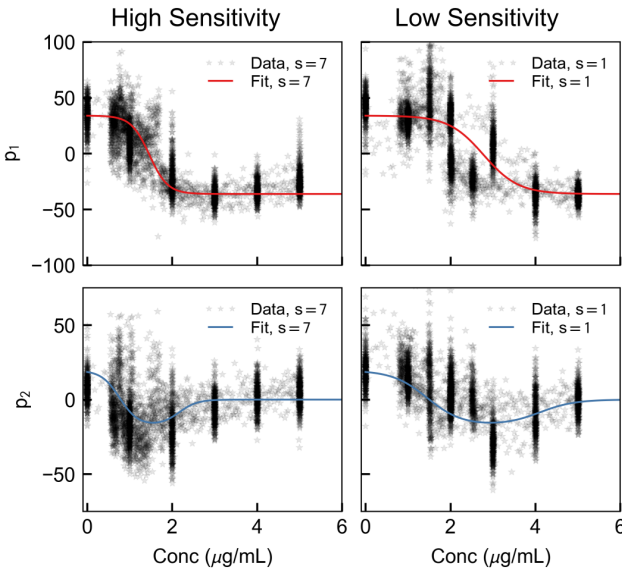 High Sensitivity
Low Sensitivity
100
50
0
−50
−100
p1
Data, s = 7
Fit, s = 7
Data, s = 1
Fit, s = 1
50
0
−50
p2
Data, s = 7
Fit, s = 7
Data, s = 1
Fit, s = 1
0 2 4 6
0 2 4 6
Conc (μg/mL)
Conc (μg/mL)